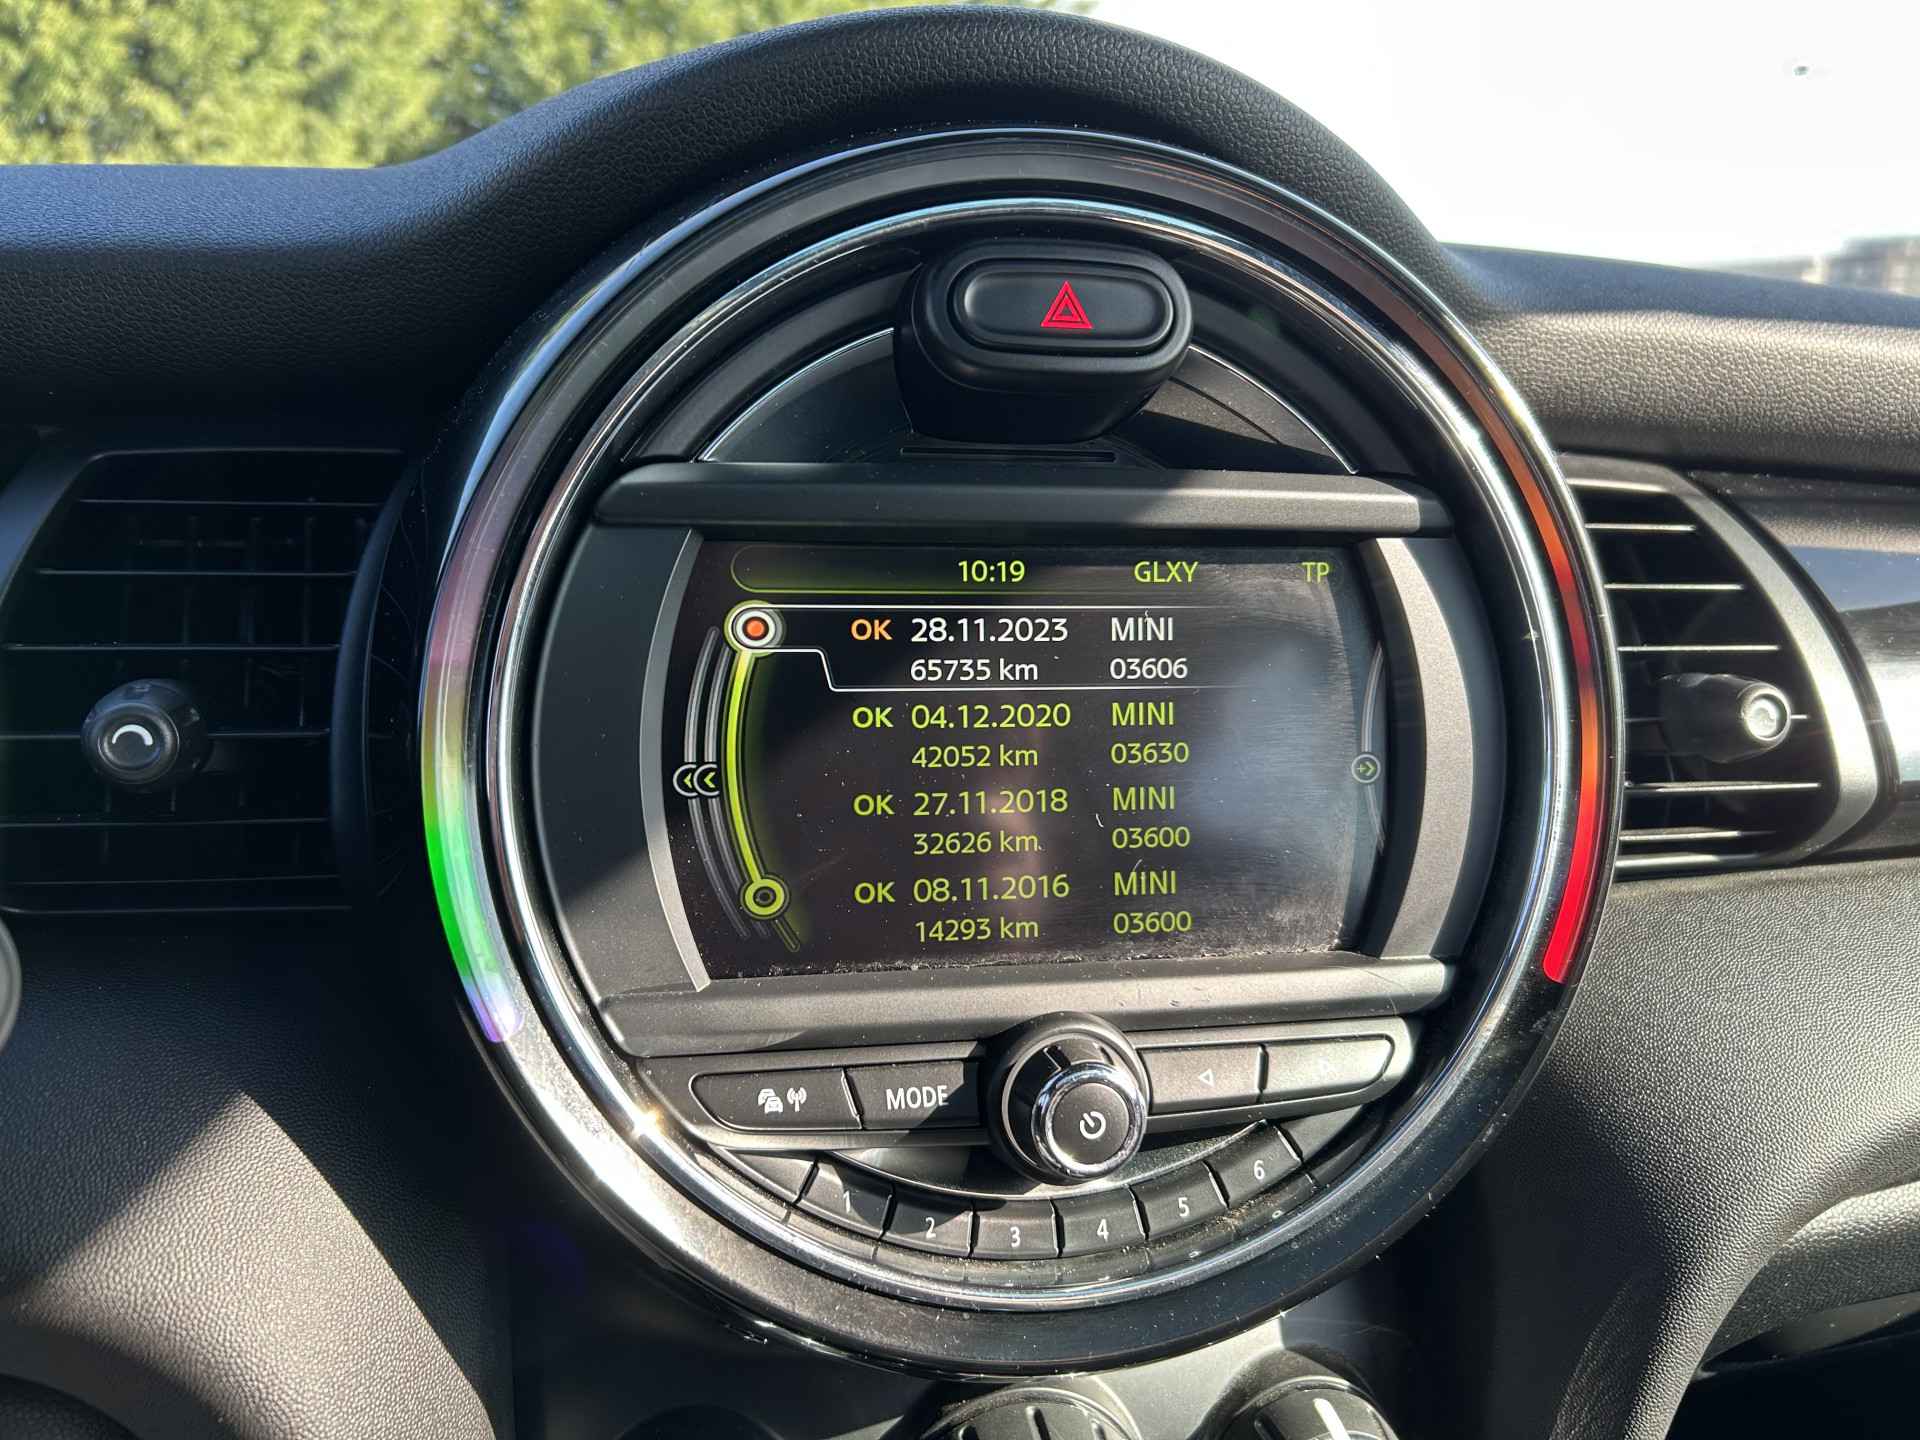 10:19 GLXY TP
OK 28.11.2023 MINI
65735 km 03606
OK 04.12.2020 MINI
42052 km 03630
OK 27.11.2018 MINI
32626 km 03600
OK 08.11.2016 MINI
14293 km 03600
MODE
1 2 3 4 5 6